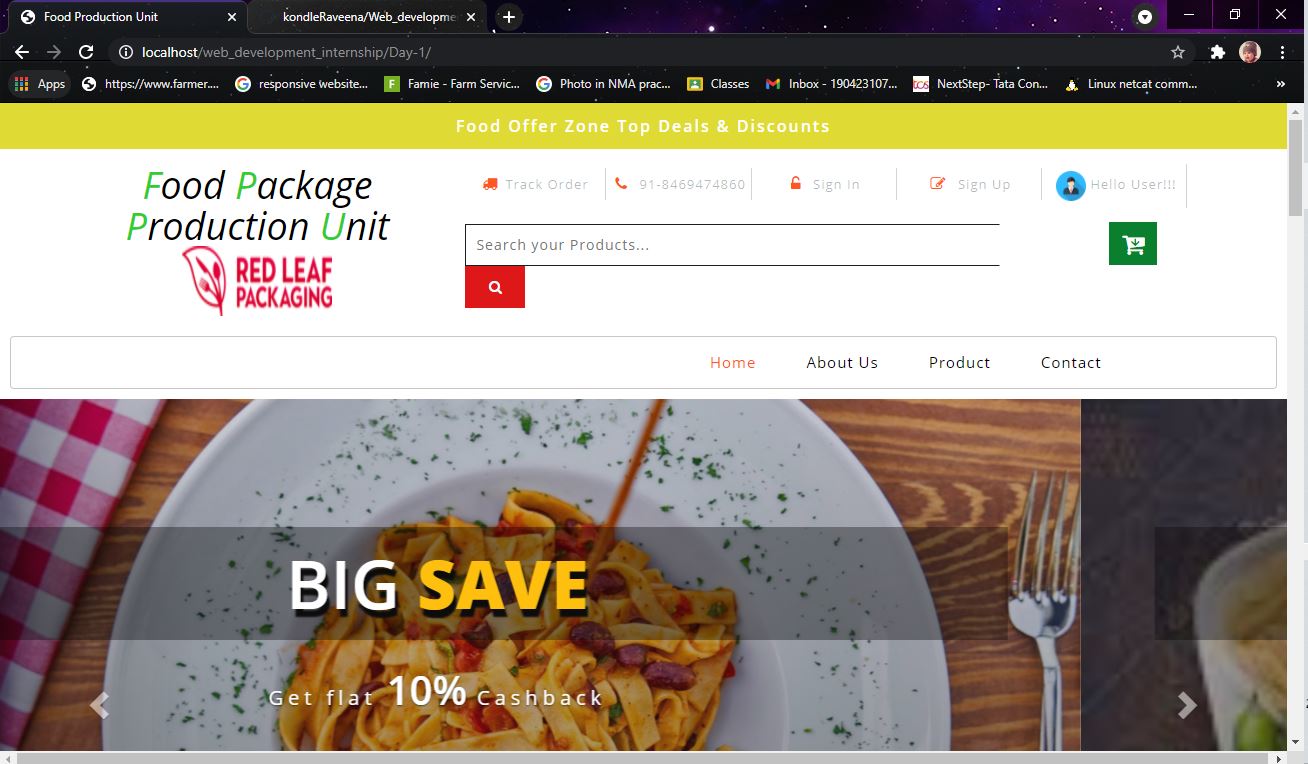 Food Production Unit
kondleRaveena/Web_developme
localhost/web_development_internship/Day-1/
Apps
https://www.farmer....
responsive website...
Famie - Farm Servic...
Photo in NMA prac...
Classes
Inbox - 190423107...
NextStep- Tata Con...
Linux netcat comm...
Food Offer Zone Top Deals & Discounts
Food Package
Production Unit
RED LEAF
PACKAGING
Track Order
91-8469474860
Sign In
Sign Up
Hello User!!!
Search your Products...
Home
About Us
Product
Contact
BIG SAVE
Get flat 10% Cashback